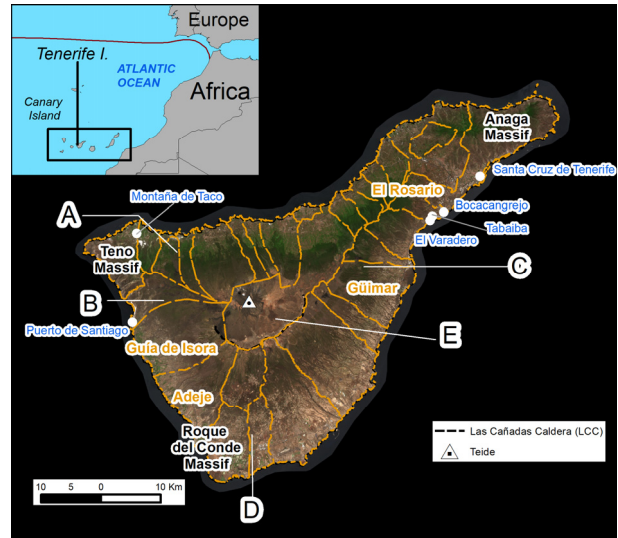 Europe
Tenerife I.
ATLANTIC
OCEAN
Africa
Canary
Island
Anaga
Massif
Santa Cruz de Tenerife
El Rosario
Montaña de Taco
A
Bocacangrejo
Tabaiba
El Varadero
Teno
Massif
C
B
Güimar
E
Puerto de Santiago
Guía de Isora
Adeje
Roque
del Conde
Massif
Las Cañadas Caldera (LCC)
Teide
10 5 0 10 Km
D